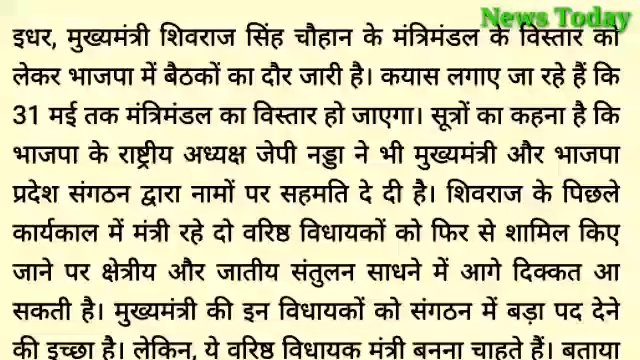 News Today
इधर, मुख्यमंत्री शिवराज सिंह चौहान के मंत्रिमंडल के विस्तार को
लेकर भाजपा में बैठकों का दौर जारी है। कयास लगाए जा रहे हैं कि
31 मई तक मंत्रिमंडल का विस्तार हो जाएगा। सूत्रों का कहना है कि
भाजपा के राष्ट्रीय अध्यक्ष जेपी नड्डा ने भी मुख्यमंत्री और भाजपा
प्रदेश संगठन द्वारा नामों पर सहमति दे दी है। शिवराज के पिछले
कार्यकाल में मंत्री रहे दो वरिष्ठ विधायकों को फिर से शामिल किए
जाने पर क्षेत्रीय और जातीय संतुलन साधने में आगे दिक्कत आ
सकती है। मुख्यमंत्री की इन विधायकों को संगठन में बड़ा पद देने
की इच्छा है। लेकिन, ये वरिष्ठ विधायक मंत्री बनना चाहते हैं। बताया